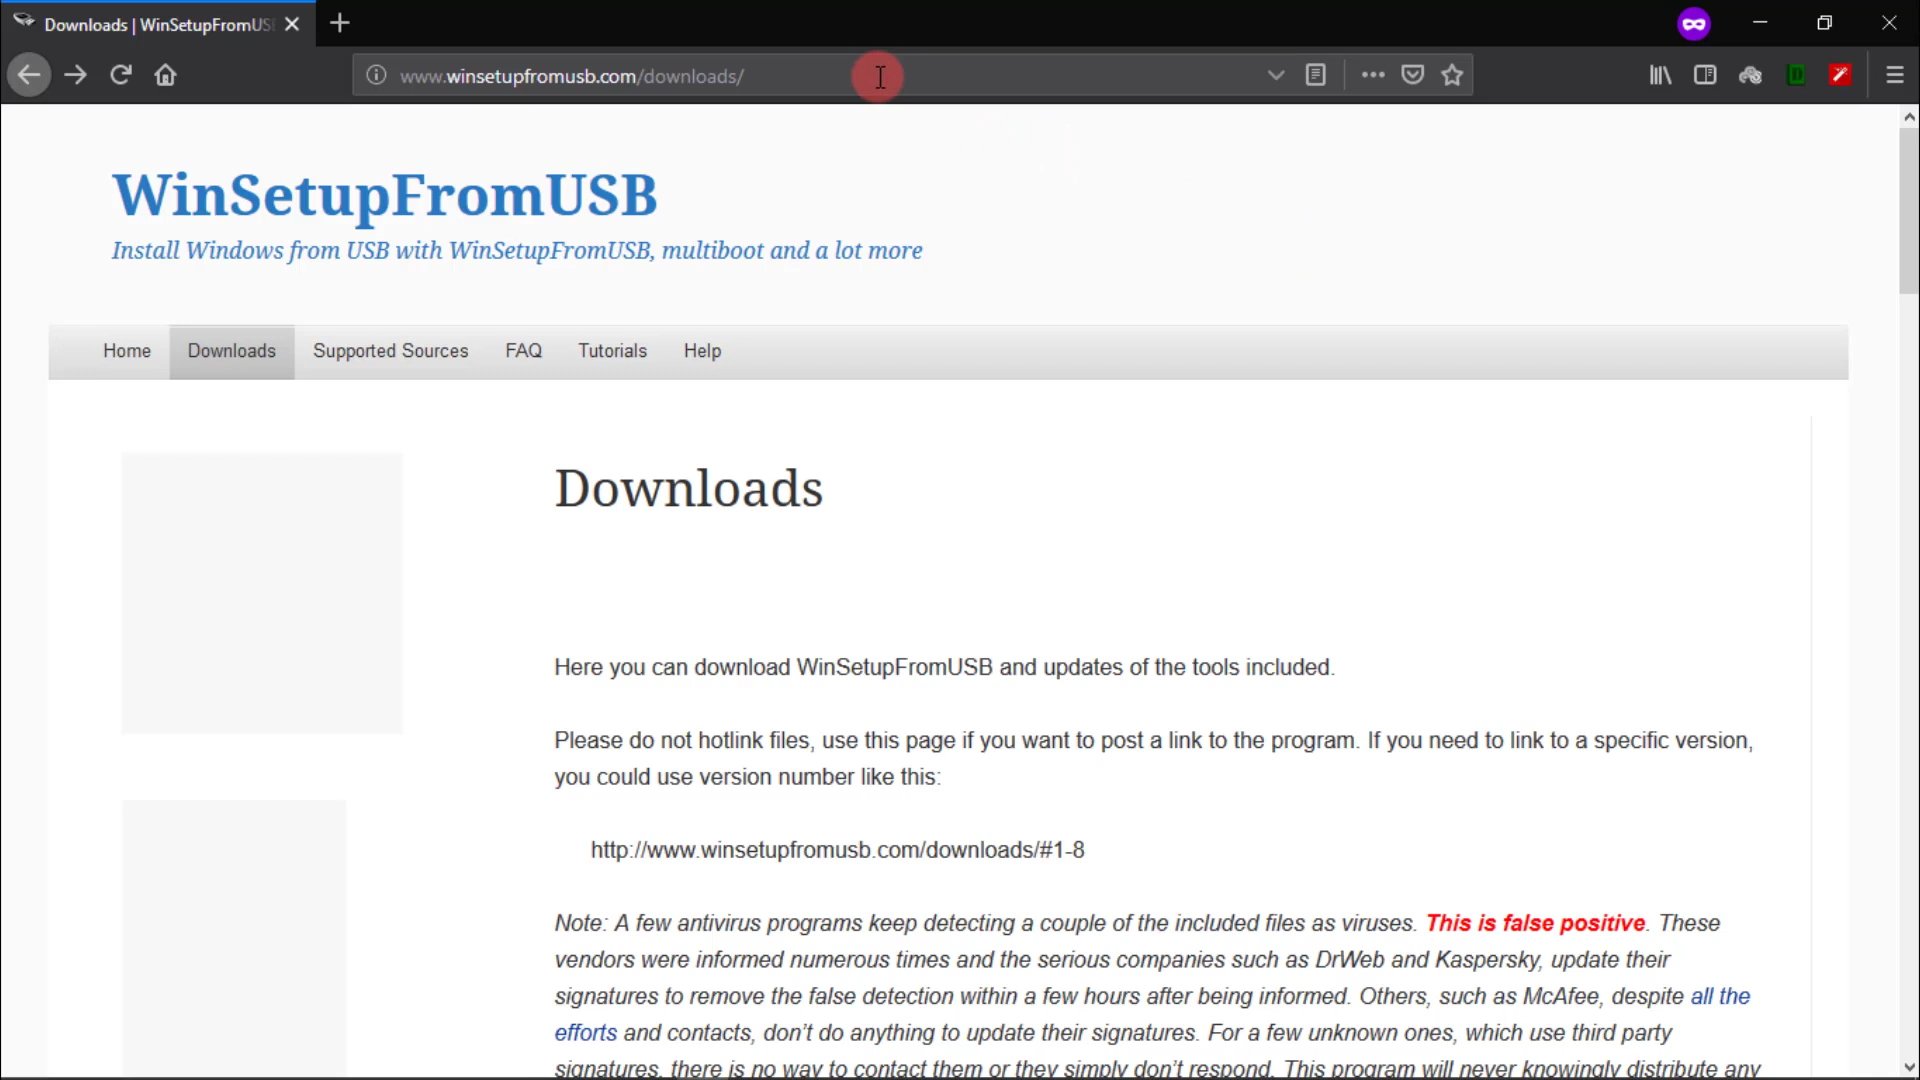 Downloads | WinSetupFromUS
www.winsetupfromusb.com/downloads/
WinSetupFromUSB
Install Windows from USB with WinSetupFromUSB, multiboot and a lot more
Home Downloads Supported Sources FAQ Tutorials Help
Downloads
Here you can download WinSetupFromUSB and updates of the tools included.
Please do not hotlink files, use this page if you want to post a link to the program. If you need to link to a specific version,
you could use version number like this:
http://www.winsetupfromusb.com/downloads/#1-8
Note: A few antivirus programs keep detecting a couple of the included files as viruses. This is false positive. These
vendors were informed numerous times and the serious companies such as DrWeb and Kaspersky, update their
signatures to remove the false detection within a few hours after being informed. Others, such as McAfee, despite all the
efforts and contacts, don't do anything to update their signatures. For a few unknown ones, which use third party
signatures, there is no way to contact them or they simply don't respond. This program will never knowingly distribute any